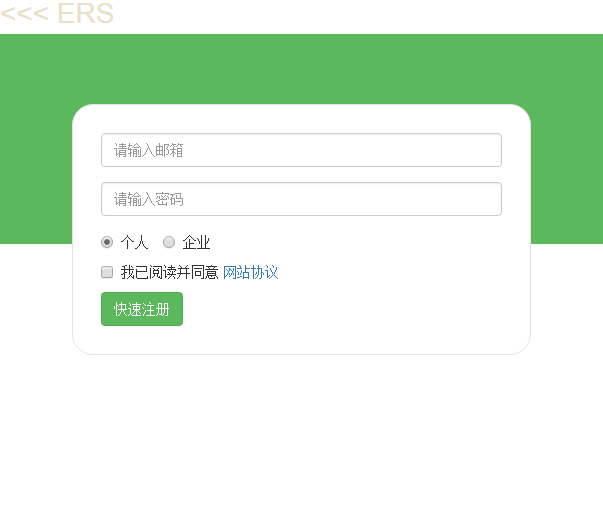 <<< ERS
请输入邮箱
请输入密码
个人 企业
我已阅读并同意 网站协议
快速注册